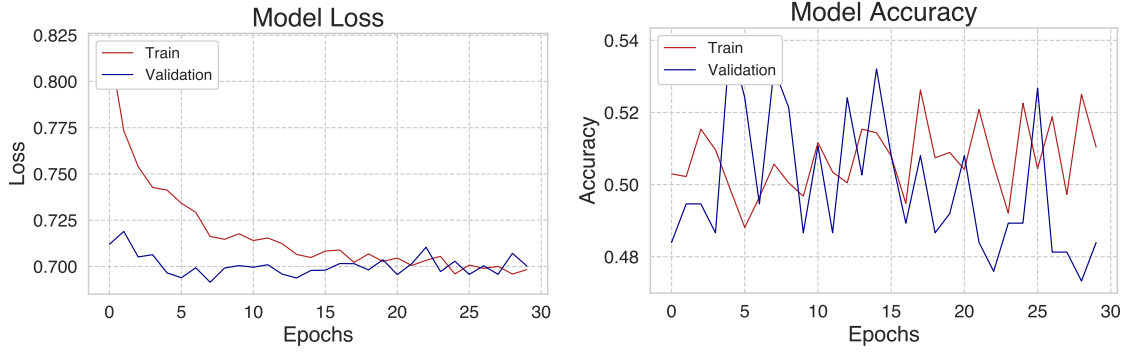 Model Loss
0.825
0.800
0.775
0.750
0.725
0.700
Loss
Train
Validation
0 5 10 15 20 25 30
Epochs
Model Accuracy
0.54
0.52
0.50
0.48
Accuracy
Train
Validation
0 5 10 15 20 25 30
Epochs